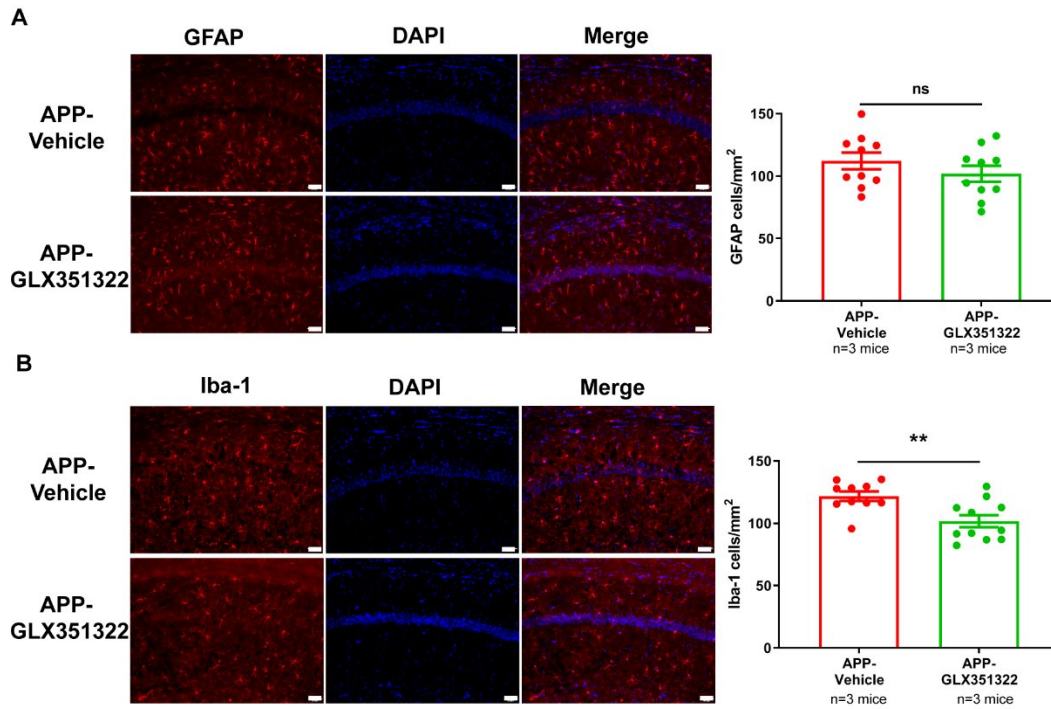 A
GFAP
DAPI
Merge
APP-
Vehicle
APP-
GLX351322
GFAP cells/mm²
150
100
50
0
ns
APP-
Vehicle
n=3 mice
APP-
GLX351322
n=3 mice
B
Iba-1
DAPI
Merge
APP-
Vehicle
APP-
GLX351322
Iba-1 cells/mm²
150
100
50
0
**
APP-
Vehicle
n=3 mice
APP-
GLX351322
n=3 mice